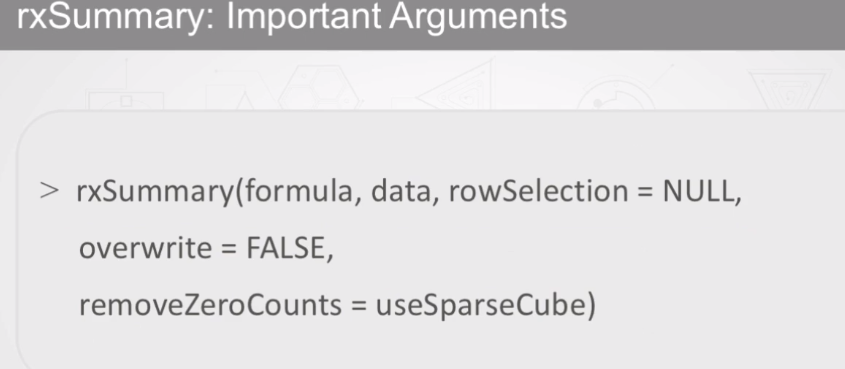 rxSummary: Important Arguments
> rxSummary(formula, data, rowSelection = NULL,
overwrite = FALSE,
removeZeroCounts = useSparseCube)